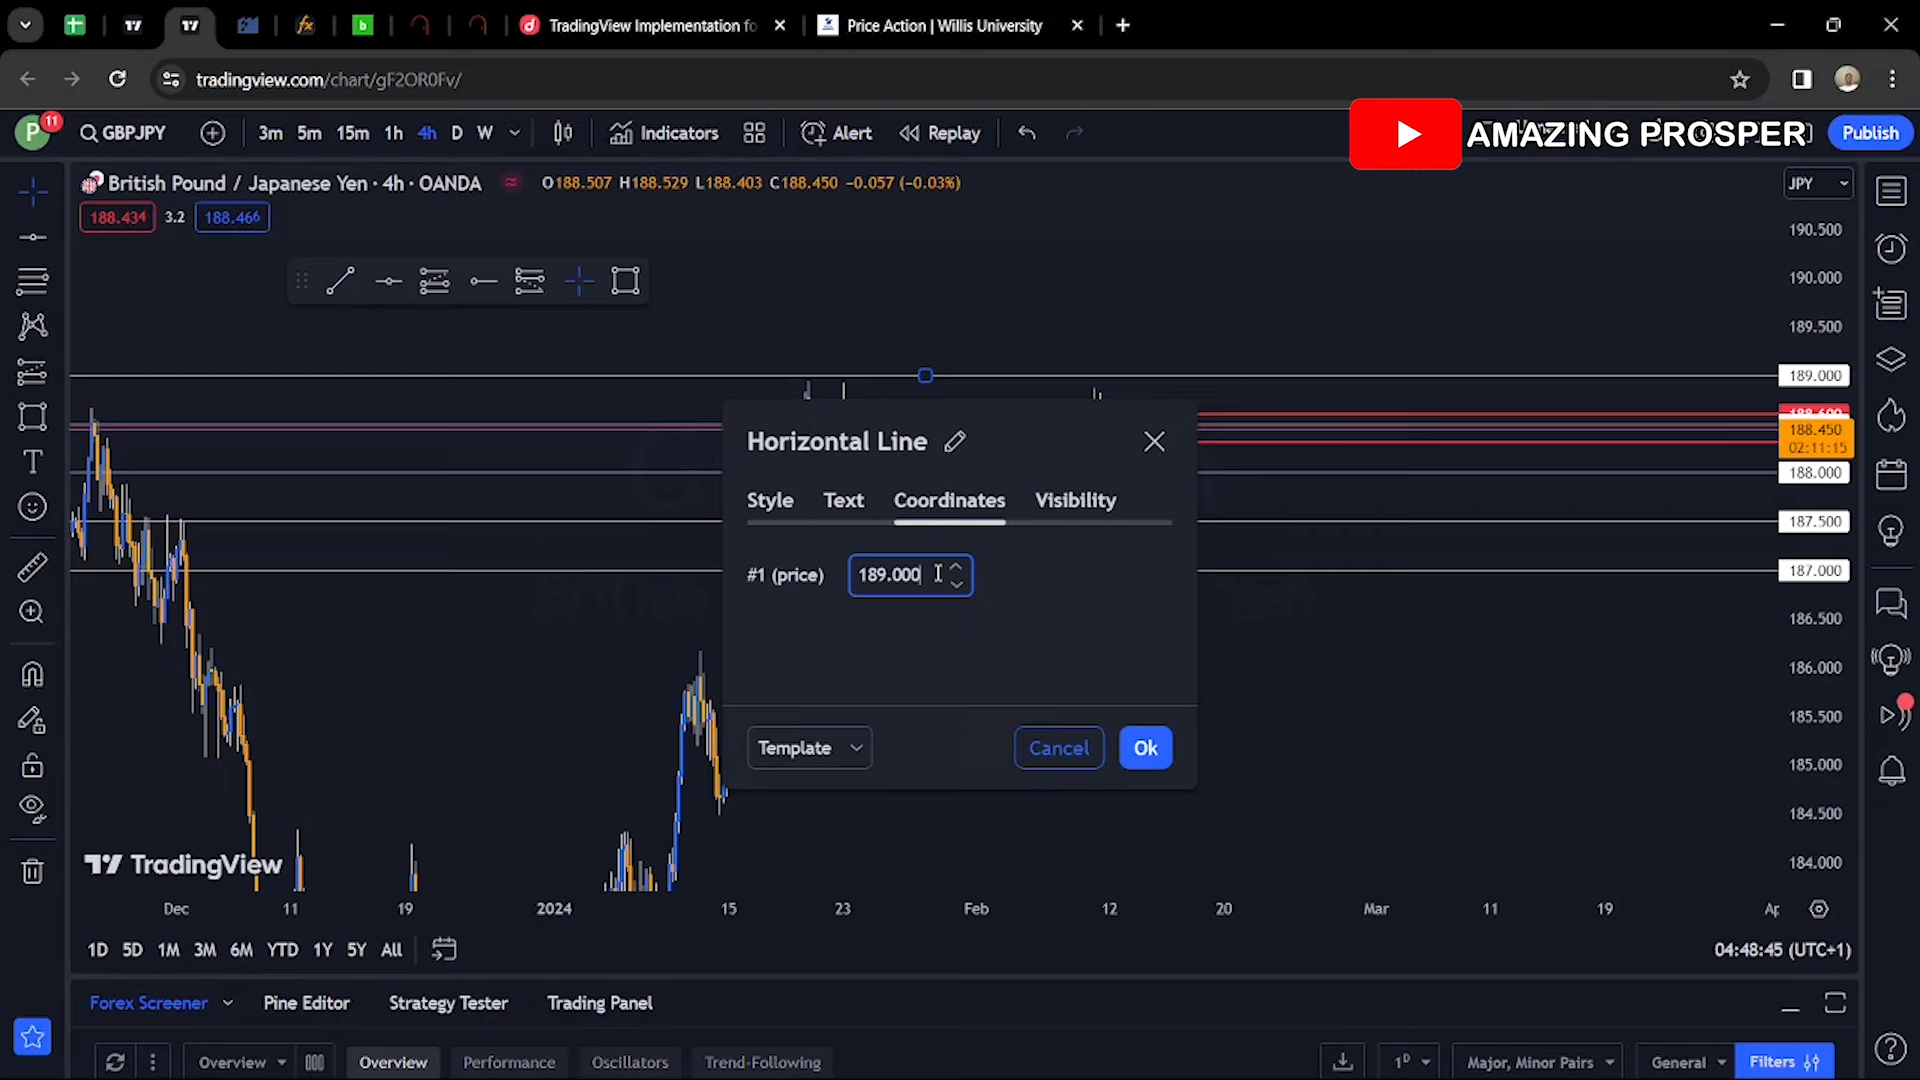 TradingView Implementation fo
Price Action | Willis University
tradingview.com/chart/gF2OR0Fv/
P
11
GBPJPY
3m 5m 15m 1h 4h D W
Indicators
Alert
Replay
AMAZING PROSPER
Publish
British Pound / Japanese Yen · 4h · OANDA
O188.507 H188.529 L188.403 C188.450 −0.057 (−0.03%)
JPY
188.434 3.2 188.466
190.500
190.000
189.500
189.000
188.600
188.450
02:11:15
188.000
187.500
187.000
186.500
186.000
185.500
185.000
184.500
184.000
Horizontal Line
Style Text Coordinates Visibility
#1 (price) 189.000
Template Cancel Ok
TradingView
Dec 11 19 2024 15 23 Feb 12 20 Mar 11 19
1D 5D 1M 3M 6M YTD 1Y 5Y All
04:48:45 (UTC+1)
Forex Screener Pine Editor Strategy Tester Trading Panel
Overview Overview Performance Oscillators Trend-Following
1D Major, Minor Pairs General Filters